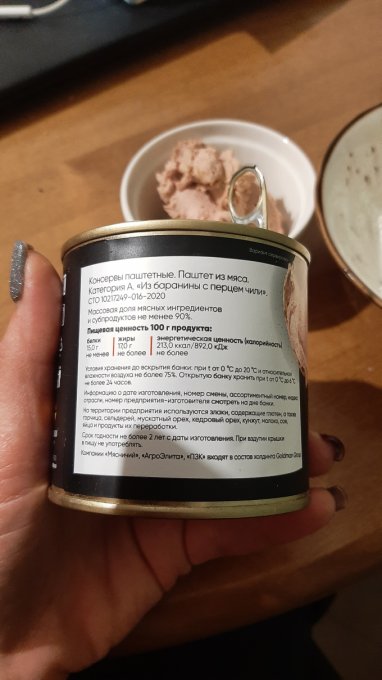 Вариант сервировки
Консервы паштетные. Паштет из мяса.
Категория А. «Из баранины с перцем чили».
СТО 10217249-016-2020
Массовая доля мясных ингредиентов
и субпродуктов не менее 90%.
Пищевая ценность 100 г продукта:
белки жиры энергетическая ценность (калорийность)
15,0 г 17,0 г 213,0 ккал/892,0 кДж
не менее не более не более
Условия хранения до вскрытия банки: при t от 0 °C до 20 °C и относительной
влажности воздуха не более 75%. Открытую банку хранить при t от 0 °C до 6 °C
не более 24 часов.
Информацию о дате изготовления, номер смены, ассортиментный номер, индекс
отрасли, номер предприятия-изготовителя смотреть на дне банки.
На территории предприятия используются злаки, содержащие глютен, а также
горчица, сельдерей, мускатный орех, кедровый орех, кунжут, молоко, соя,
яйца и продукты их переработки.
Срок годности не более 2 лет с даты изготовления. При вздутии крышки
в пищу не употреблять.
Компании «Мясничий», «АгроЭлита», «ПЗК» входят в состав холдинга Goldman Group